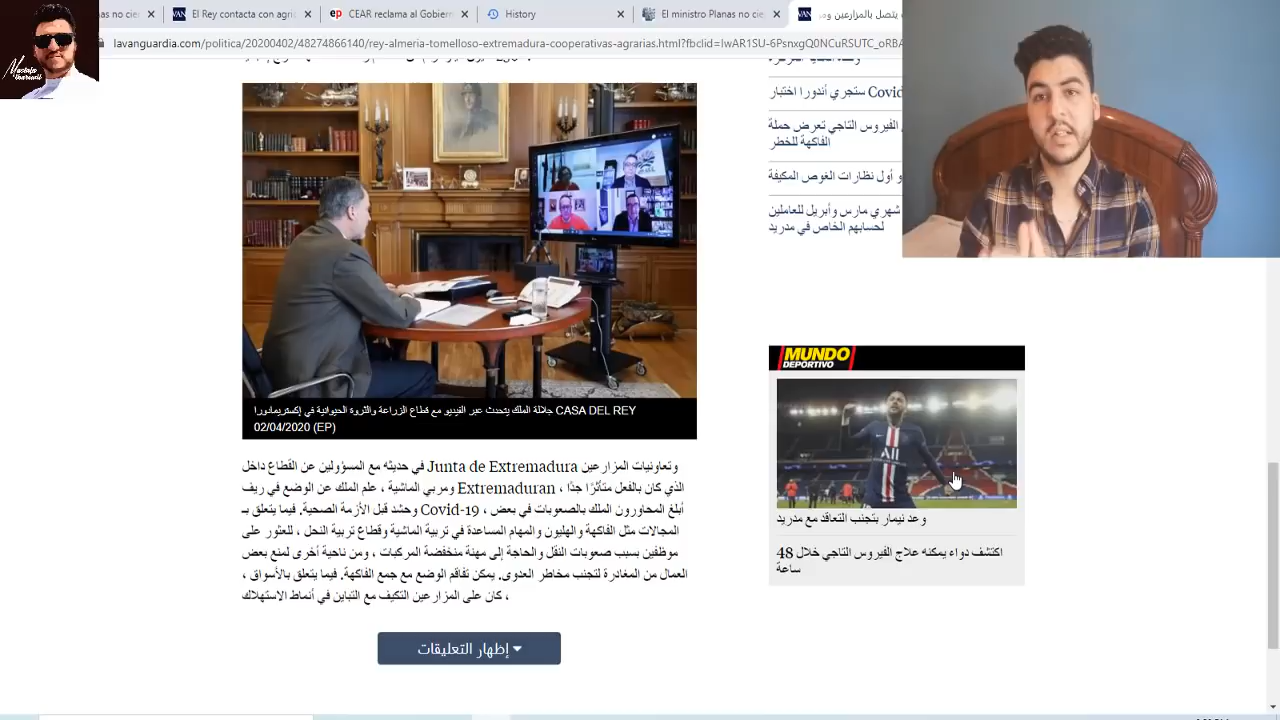 as no cien
El Rey contacta con agri
CEAR reclama al Gobiern
History
El ministro Planas no cie
يتصل بالمزارعين ومر
lavanguardia.com/politica/20200402/48274866140/rey-almeria-tomelloso-extremadura-cooperativas-agrarias.html?fbclid=IwAR1S
Covid ستجري أندورا اختبار
الفيروس التاجي تعرض حملة
الفاكهة للخطر
و أول نظارات الغوص المكيفة
شهري مارس وأبريل للعاملين
لحسابهم الخاص في مدريد
جلالة الملك يتحدث عبر الفيديو مع قطاع الزراعة والثروة الحيوانية في إكستريمادورا CASA DEL REY
02/04/2020 (EP)
وتعاونيات المزارعين Junta de Extremadura في حديثه مع المسؤولين عن القطاع داخل
الذي كان بالفعل متأثرًا جدًا ، Extremaduran ومربي الماشية ، علم الملك عن الوضع في ريف
أبلغ المحاورون الملك بالصعوبات في بعض ، Covid-19 وحشد قبل الأزمة الصحية. فيما يتعلق بـ
المجالات مثل الفاكهة والهليون والمهام المساعدة في تربية الماشية وقطاع تربية النحل ، للعثور على
موظفين بسبب صعوبات النقل والحاجة إلى مهنة منخفضة المركبات ، ومن ناحية أخرى لمنع بعض
العمال من المغادرة لتجنب مخاطر العدوى. يمكن تفاقم الوضع مع جمع الفاكهة. فيما يتعلق بالأسواق ،
، كان على المزارعين التكيف مع التباين في أنماط الاستهلاك
إظهار التعليقات
MUNDO
DEPORTIVO
وعد نيمار بتجنب التعاقد مع مدريد
اكتشف دواء يمكنه علاج الفيروس التاجي خلال 48
ساعة